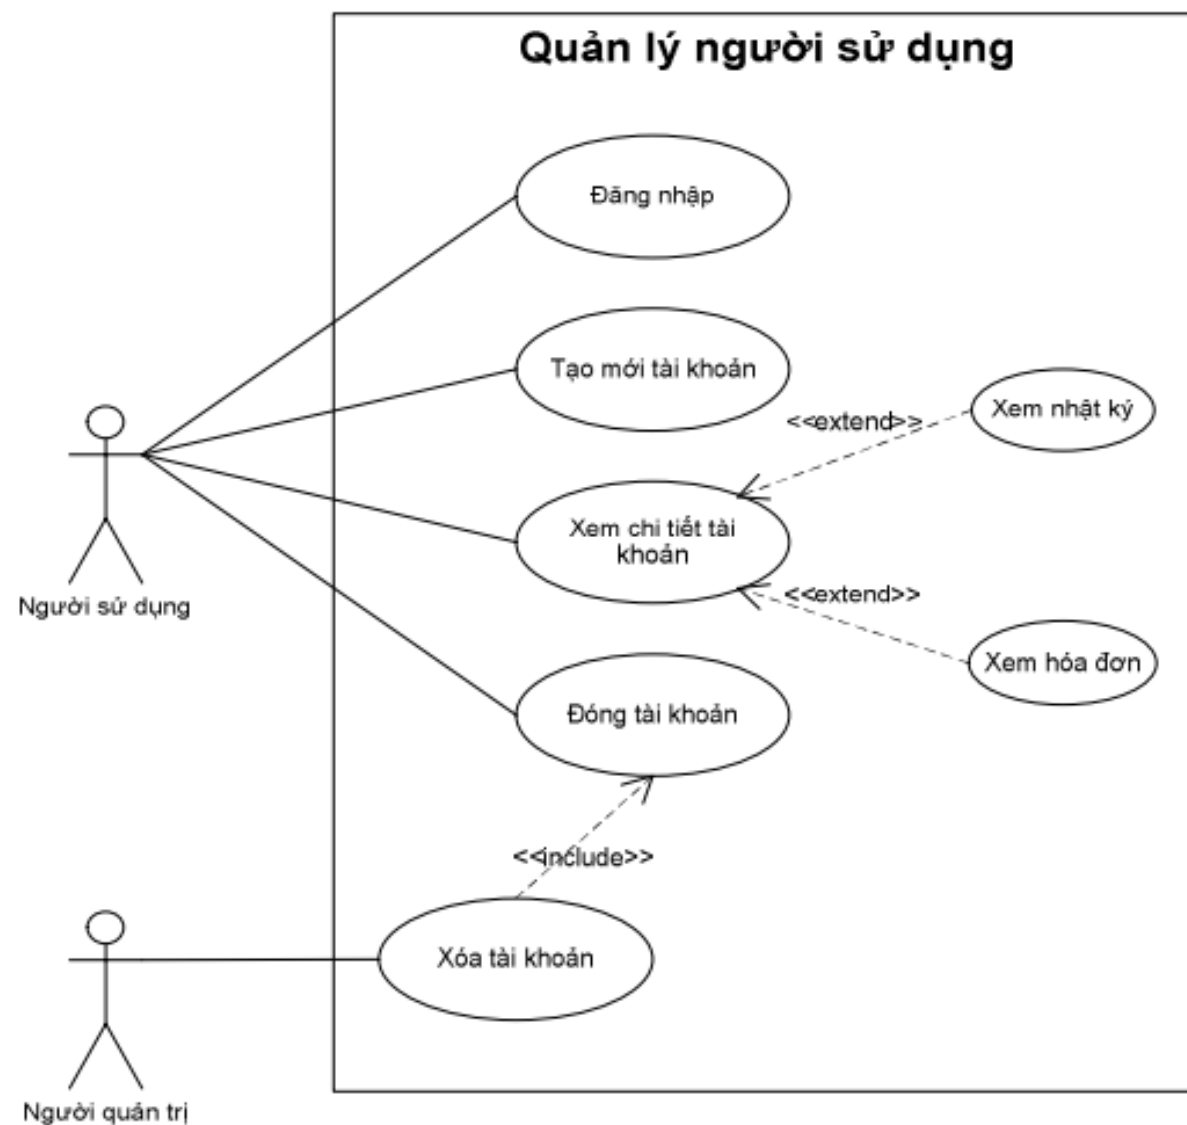 Quản lý người sử dụng
Đăng nhập
Tạo mới tài khoản
Xem nhật ký
<<extend>>
Xem chi tiết tài
khoản
<<extend>>
Người sử dụng
Xem hóa đơn
Đóng tài khoản
<<include>>
Xóa tài khoản
Người quản trị